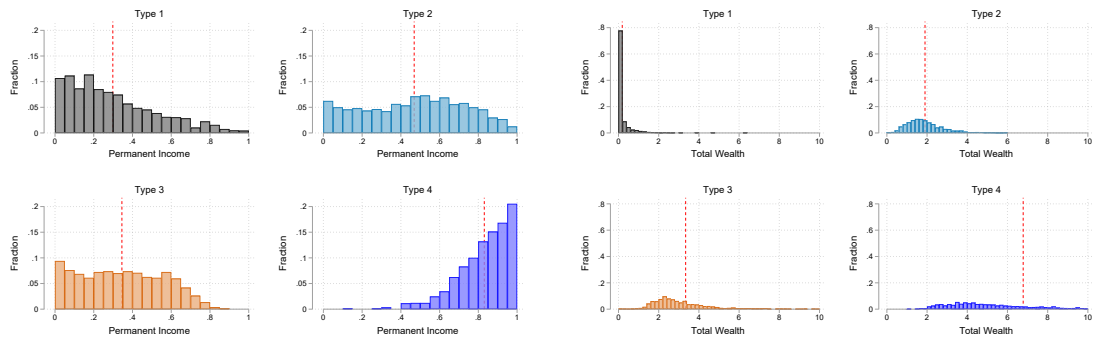 Type 1
.2
.15
.1
.05
0
Fraction
0 .2 .4 .6 .8 1
Permanent Income
Type 2
.2
.15
.1
.05
0
Fraction
0 .2 .4 .6 .8 1
Permanent Income
Type 1
.8
.6
.4
.2
0
Fraction
0 2 4 6 8 10
Total Wealth
Type 2
.8
.6
.4
.2
0
Fraction
0 2 4 6 8 10
Total Wealth
Type 3
.2
.15
.1
.05
0
Fraction
0 .2 .4 .6 .8 1
Permanent Income
Type 4
.2
.15
.1
.05
0
Fraction
0 .2 .4 .6 .8 1
Permanent Income
Type 3
.8
.6
.4
.2
0
Fraction
0 2 4 6 8 10
Total Wealth
Type 4
.8
.6
.4
.2
0
Fraction
0 2 4 6 8 10
Total Wealth